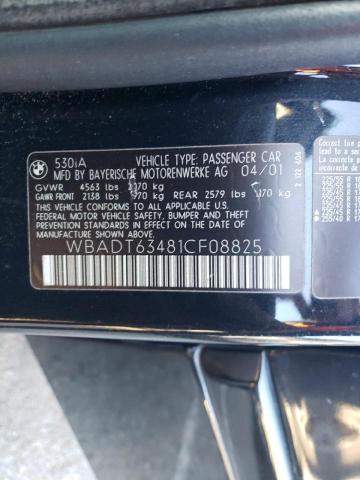 530iA VEHICLE TYPE: PASSENGER CAR
MFD BY BAYERISCHE MOTORENWERKE AG 04/01
GVWR 4563 lbs 2070 kg
GAWR FRONT 2138 lbs 970 kg REAR 2579 lbs 1170 kg
THIS VEHICLE CONFORMS TO ALL APPLICABLE
U.S. FEDERAL MOTOR VEHICLE SAFETY, BUMPER,
AND THEFT PREVENTION STANDARDS IN EFFECT ON
THE DATE OF MANUFACTURE SHOWN ABOVE.
WBADT63481CF08825